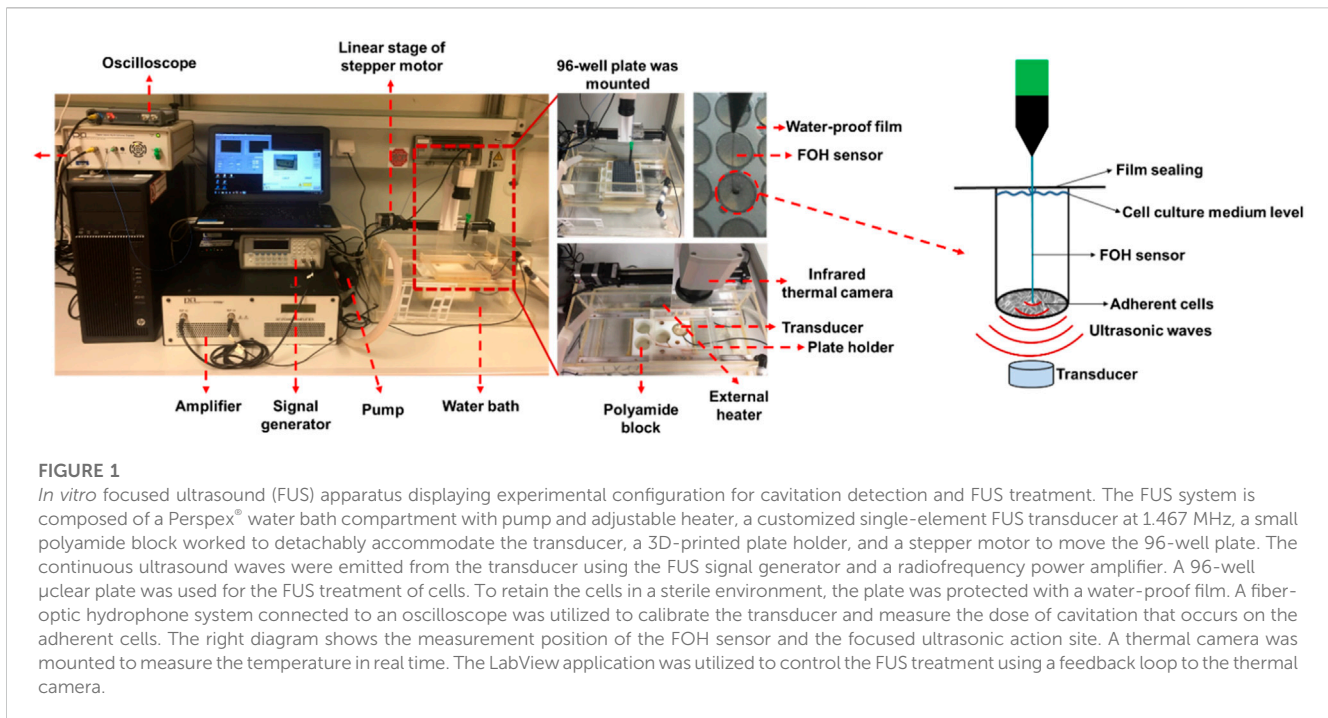 Oscilloscope
Linear stage of
stepper motor
96-well plate was
mounted
Water-proof film
FOH sensor
Film sealing
Cell culture medium level
FOH sensor
Adherent cells
Ultrasonic waves
Transducer
Infrared
thermal camera
Transducer
Plate holder
Amplifier
Signal
generator
Pump
Water bath
Polyamide
block
External
heater
FIGURE 1
In vitro focused ultrasound (FUS) apparatus displaying experimental configuration for cavitation detection and FUS treatment. The FUS system is
composed of a Perspex® water bath compartment with pump and adjustable heater, a customized single-element FUS transducer at 1.467 MHz, a small
polyamide block worked to detachably accommodate the transducer, a 3D-printed plate holder, and a stepper motor to move the 96-well plate. The
continuous ultrasound waves were emitted from the transducer using the FUS signal generator and a radiofrequency power amplifier. A 96-well
µclear plate was used for the FUS treatment of cells. To retain the cells in a sterile environment, the plate was protected with a water-proof film. A fiber-
optic hydrophone system connected to an oscilloscope was utilized to calibrate the transducer and measure the dose of cavitation that occurs on the
adherent cells. The right diagram shows the measurement position of the FOH sensor and the focused ultrasonic action site. A thermal camera was
mounted to measure the temperature in real time. The LabView application was utilized to control the FUS treatment using a feedback loop to the thermal
camera.